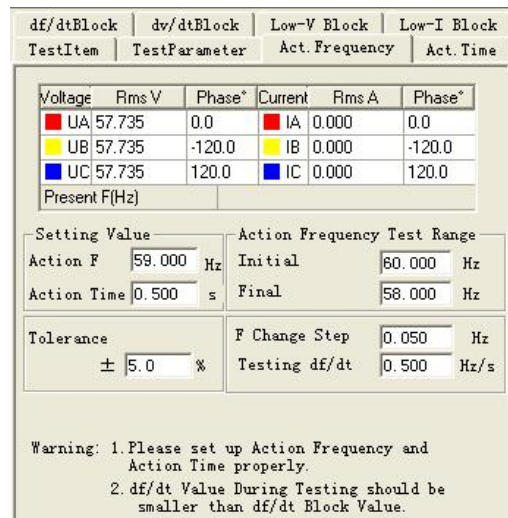 df/dtBlock dv/dtBlock Low-V Block Low-I Block
TestItem TestParameter Act.Frequency Act.Time
Voltage Rms V Phase° Current Rms A Phase°
UA 57.735 0.0 IA 0.000 0.0
UB 57.735 -120.0 IB 0.000 -120.0
UC 57.735 120.0 IC 0.000 120.0
Present F(Hz)
Setting Value Action Frequency Test Range
Action F 59.000 Hz Initial 60.000 Hz
Action Time 0.500 s Final 58.000 Hz
Tolerance F Change Step 0.050 Hz
± 5.0 % Testing df/dt 0.500 Hz/s
Warning: 1.Please set up Action Frequency and
Action Time properly.
2.df/dt Value During Testing should be
smaller than df/dt Block Value.